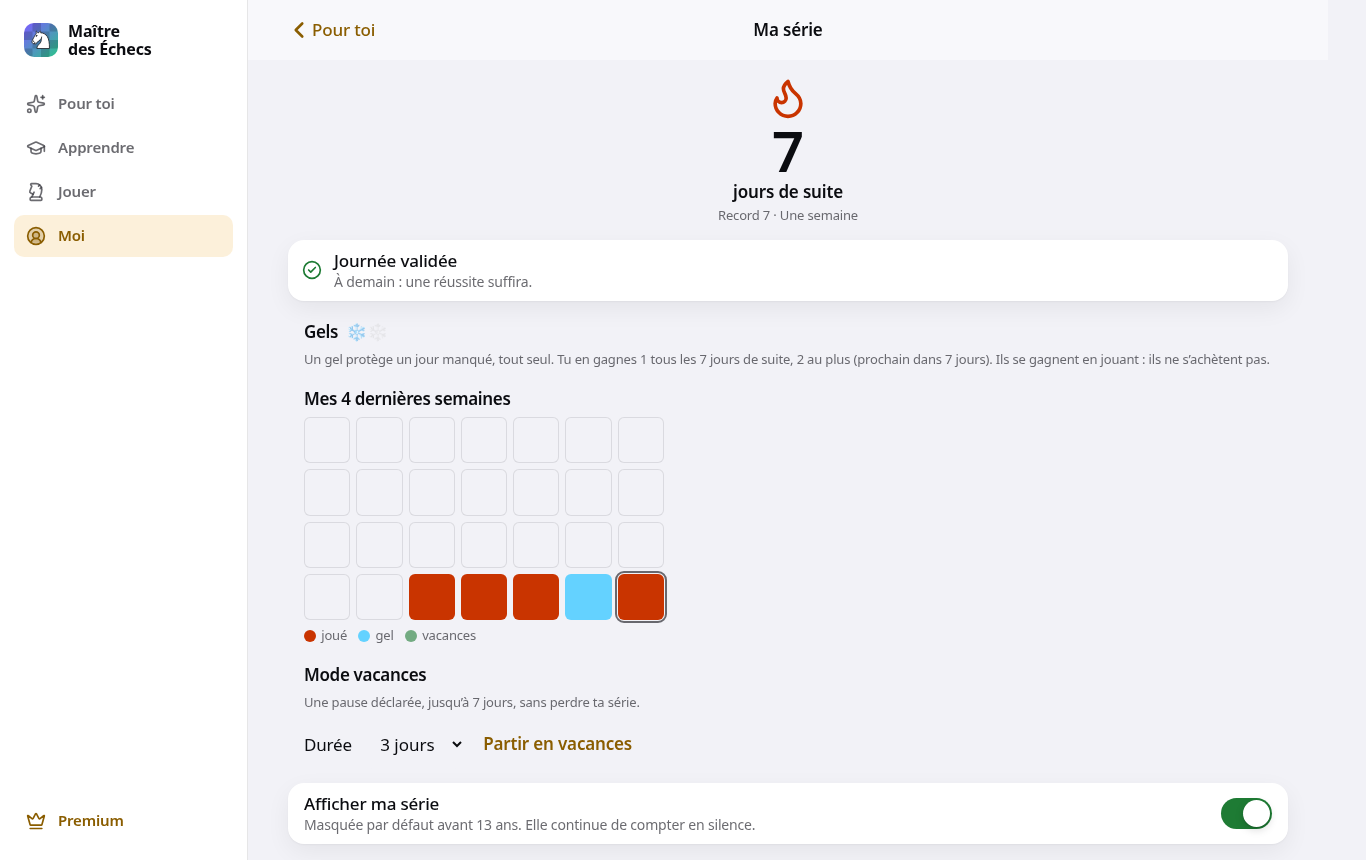 Maître
des Échecs
Pour toi
Apprendre
Jouer
Moi
Premium
Pour toi
Ma série
7
jours de suite
Record 7 · Une semaine
Journée validée
À demain : une réussite suffira.
Gels
Un gel protège un jour manqué, tout seul. Tu en gagnes 1 tous les 7 jours de suite, 2 au plus (prochain dans 7 jours). Ils se gagnent en jouant : ils ne s’achètent pas.
Mes 4 dernières semaines
joué gel vacances
Mode vacances
Une pause déclarée, jusqu’à 7 jours, sans perdre ta série.
Durée 3 jours Partir en vacances
Afficher ma série
Masquée par défaut avant 13 ans. Elle continue de compter en silence.